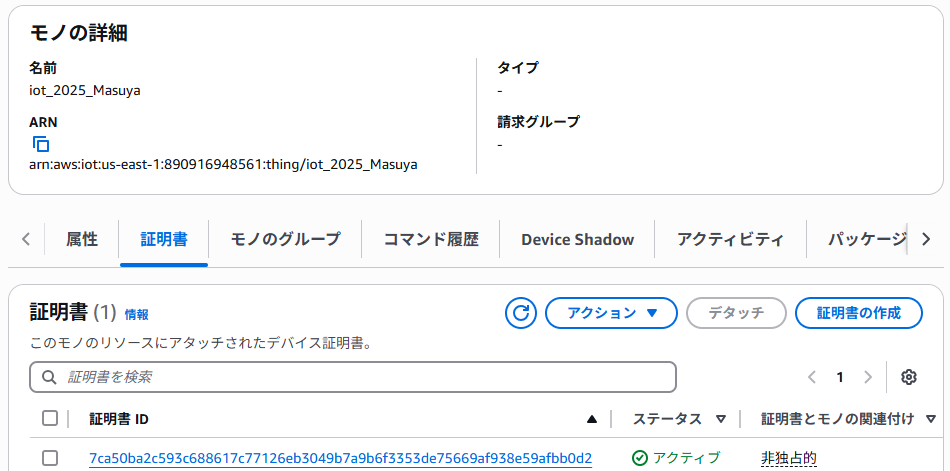 モノの詳細
名前
iot_2025_Masuya
ARN
arn:aws:iot:us-east-1:890916948561:thing/iot_2025_Masuya
タイプ
-
請求グループ
-
属性 証明書 モノのグループ コマンド履歴 Device Shadow アクティビティ パッケージ
証明書 (1) 情報 アクション デタッチ 証明書の作成
このモノのリソースにアタッチされたデバイス証明書。
証明書を検索 1
証明書 ID ステータス 証明書とモノの関連付け
7ca50ba2c593c688617c77126eb3049b7a9b6f3353de75669af938e59afbb0d2 アクティブ 非独占的